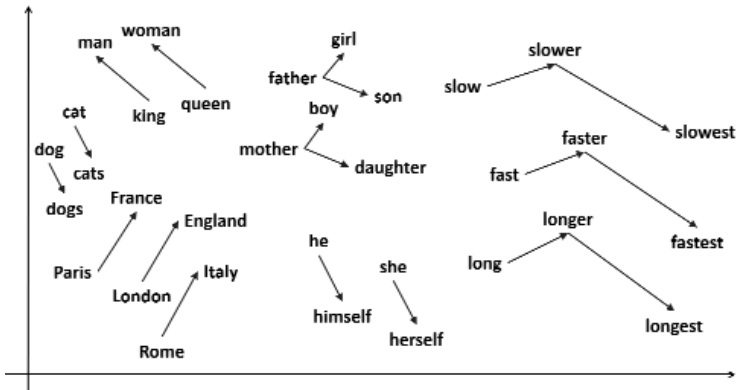 man
woman
king
queen
cat
dog
cats
dogs
France
England
Paris
London
Italy
Rome
girl
father
son
boy
mother
daughter
he
she
himself
herself
slower
slow
slowest
faster
fast
fastest
longer
long
longest